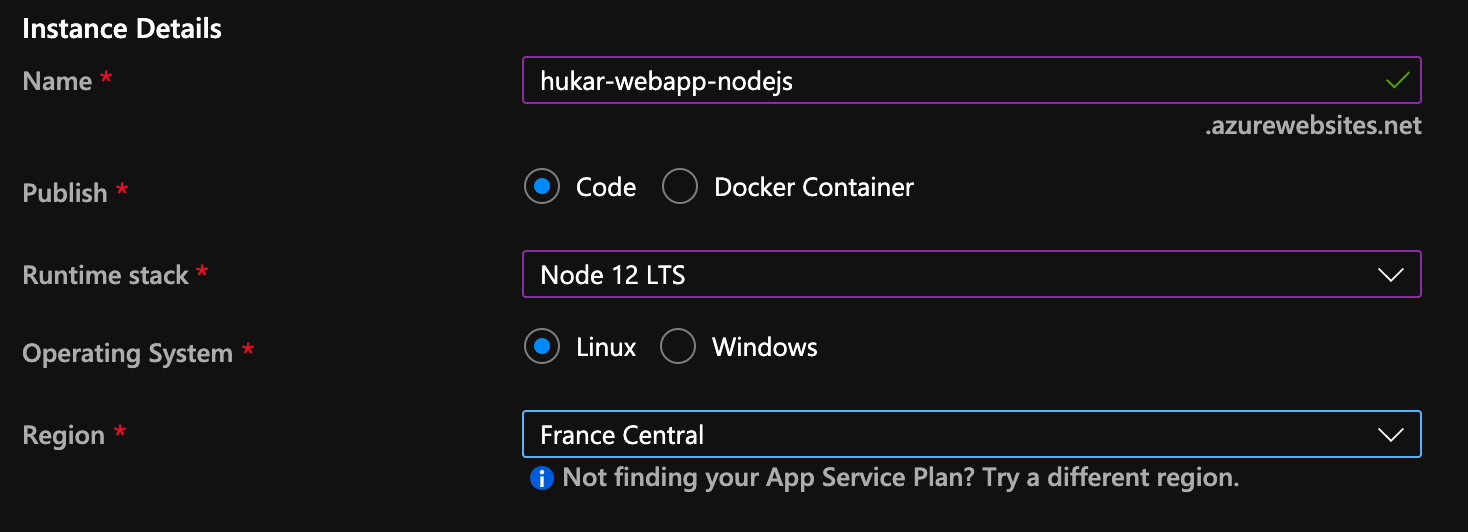 Instance Details
Name *
hukar-webapp-nodejs
.azurewebsites.net
Publish *
Code
Docker Container
Runtime stack *
Node 12 LTS
Operating System *
Linux
Windows
Region *
France Central
Not finding your App Service Plan? Try a different region.